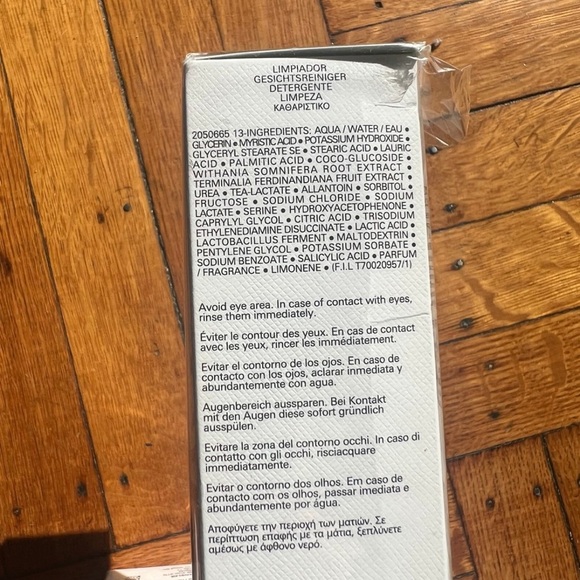 LIMPIADOR
GESICHTSREINIGER
DETERGENTE
LIMPEZA
ΚΑΘΑΡΙΣΤΙΚΟ
2050665 13-INGREDIENTS: AQUA / WATER / EAU •
GLYCERIN • MYRISTIC ACID • POTASSIUM HYDROXIDE •
GLYCERYL STEARATE SE • STEARIC ACID • LAURIC
ACID • PALMITIC ACID • COCO-GLUCOSIDE •
WITHANIA SOMNIFERA ROOT EXTRACT •
TERMINALIA FERDINANDIANA FRUIT EXTRACT •
UREA • TEA-LACTATE • ALLANTOIN • SORBITOL •
FRUCTOSE • SODIUM CHLORIDE • SODIUM
LACTATE • SERINE • HYDROXYACETOPHENONE •
CAPRYLYL GLYCOL • CITRIC ACID • TRISODIUM
ETHYLENEDIAMINE DISUCCINATE • LACTIC ACID •
LACTOBACILLUS FERMENT • MALTODEXTRIN •
PENTYLENE GLYCOL • POTASSIUM SORBATE •
SODIUM BENZOATE • SALICYLIC ACID • PARFUM
/ FRAGRANCE • LIMONENE • (F.I.L T70020957/1)
Avoid eye area. In case of contact with eyes,
rinse them immediately.
Éviter le contour des yeux. En cas de contact
avec les yeux, rincer les immédiatement.
Evitar el contorno de los ojos. En caso de
contacto con los ojos, aclarar inmediata y
abundantemente con agua.
Augenbereich aussparen. Bei Kontakt
mit den Augen diese sofort gründlich
ausspülen.
Evitare la zona del contorno occhi. In caso di
contatto con gli occhi, risciacquare
immediatamente.
Evitar o contorno dos olhos. Em caso de
contacto com os olhos, passar imediata e
abundantemente por água.
Αποφύγετε την περιοχή των ματιών. Σε
περίπτωση επαφής με τα μάτια, ξεπλύνετε
αμέσως με άφθονο νερό.